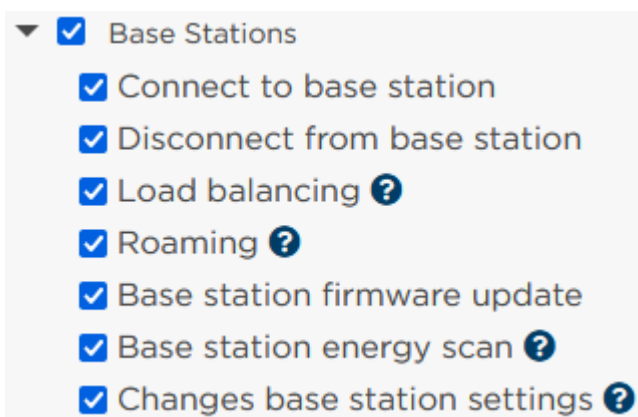 Base Stations
Connect to base station
Disconnect from base station
Load balancing ?
Roaming ?
Base station firmware update
Base station energy scan ?
Changes base station settings ?